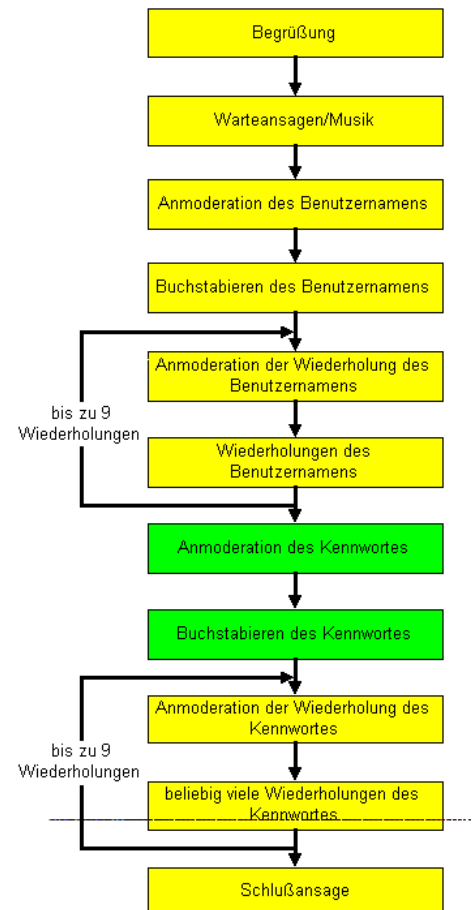 Begrüßung
Warteansagen/Musik
Anmoderation des Benutzernamens
Buchstabieren des Benutzernamens
Anmoderation der Wiederholung des
Benutzernamens
bis zu 9
Wiederholungen
Wiederholungen des
Benutzernamens
Anmoderation des Kennwortes
Buchstabieren des Kennwortes
Anmoderation der Wiederholung des
Kennwortes
bis zu 9
Wiederholungen
beliebig viele Wiederholungen des
Kennwortes
Schlußansage